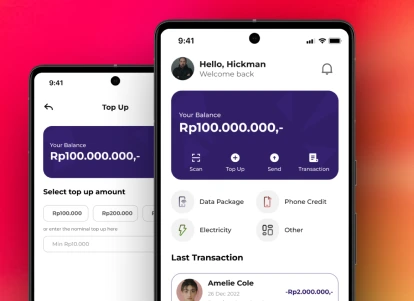 9:41
Top Up
Your Balance
Rp100.000.000,-
Select top up amount
Rp100.000
Rp200.000
or enter the nominal top up here
Min Rp10.000
9:41
Hello, Hickman
Welcome back
Your Balance
Rp100.000.000,-
Scan
Top Up
Send
Transaction
Data Package
Phone Credit
Electricity
Other
Last Transaction
Amelie Cole
26 Dec 2022
-Rp2.000.000,-